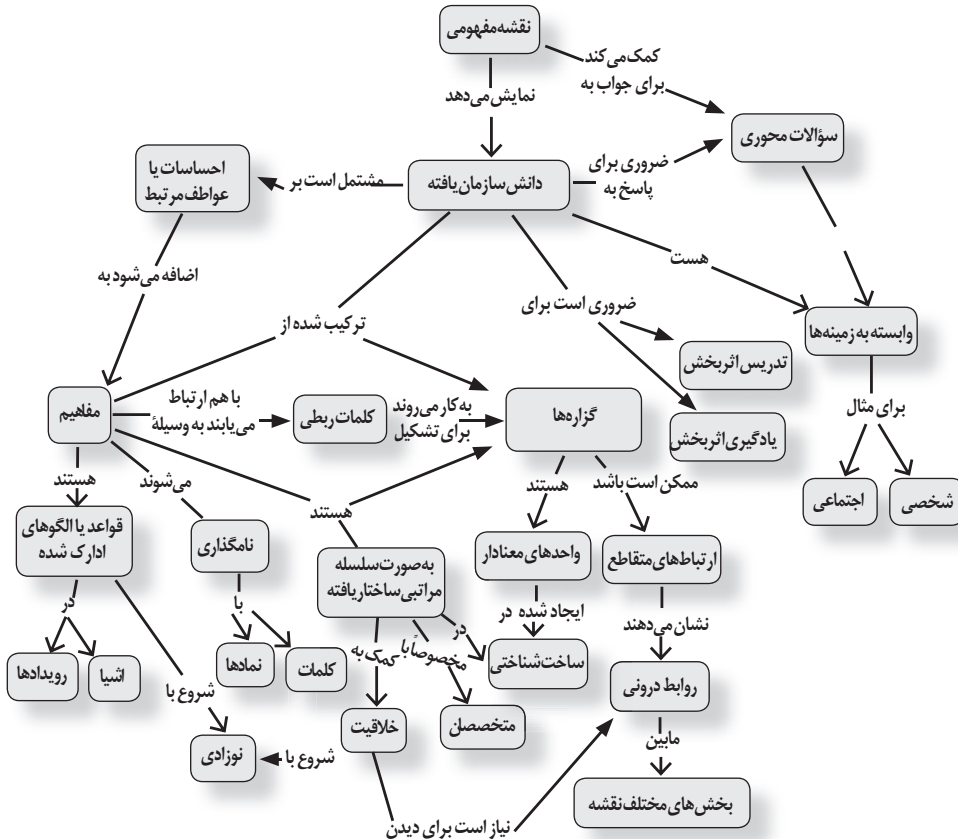 نقشه مفهومی
کمک می‌کند
برای جواب به
نمایش می‌دهد
سؤالات محوری
احساسات یا
عواطف مرتبط
مشتمل است بر
دانش سازمان یافته
ضروری برای
پاسخ به
هست
اضافه می‌شود به
ترکیب شده از
ضروری است برای
وابسته به زمینه‌ها
تدریس اثربخش
یادگیری اثربخش
برای مثال
شخصی
اجتماعی
مفاهیم
با هم ارتباط
می‌یابند به وسیلهٔ
کلمات ربطی
به کار می‌روند
برای تشکیل
گزاره‌ها
هستند
می‌شوند
هستند
هستند
ممکن است باشد
قواعد یا الگوهای
ادارک شده
نامگذاری
به صورت سلسله
مراتبی ساختار یافته
واحدهای معنادار
ارتباط‌های متقاطع
در
با
ایجاد شده در
نشان می‌دهند
رویدادها
اشیا
نمادها
کلمات
کمک به
مخصوصاً با
در
ساخت شناختی
روابط درونی
شروع با
خلاقیت
متخصصان
مابین
نوزادی
شروع با
بخش‌های مختلف نقشه
نیاز است برای دیدن